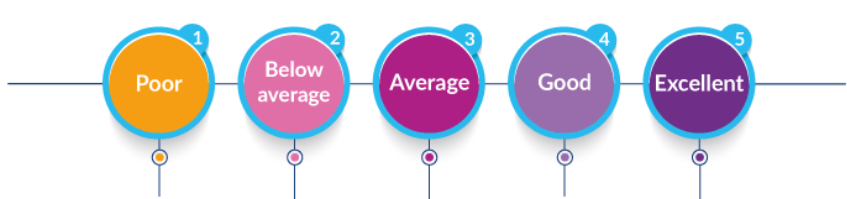 1
Poor
2
Below
average
3
Average
4
Good
5
Excellent